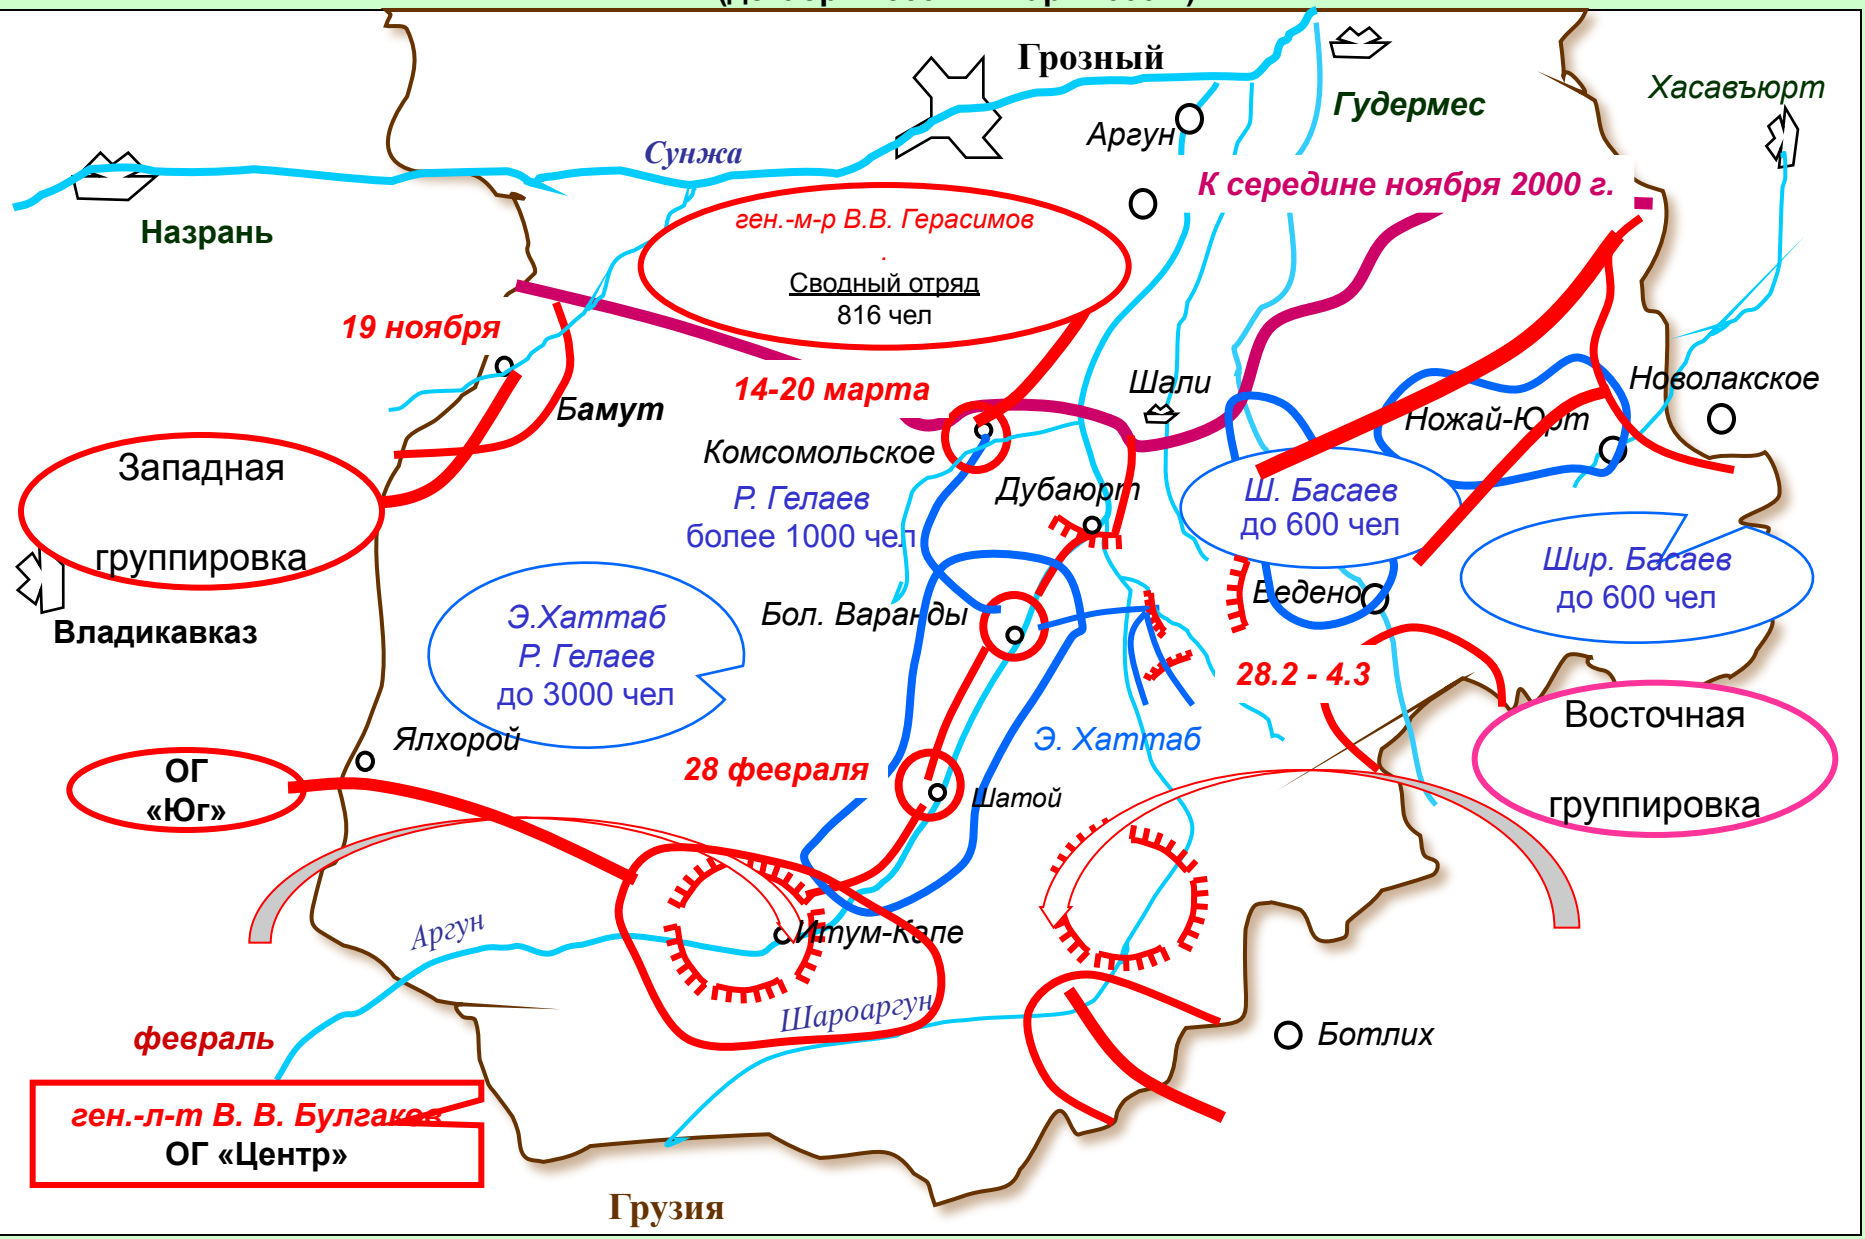 Грозный
Гудермес
Хасавъюрт
Аргун
Сунжа
К середине ноября 2000 г.
Назрань
ген.-м-р В.В. Герасимов
.
Сводный отряд
816 чел
19 ноября
14-20 марта
Шали
Новолакское
Бамут
Ножай-Юрт
Комсомольское
Западная
группировка
Дубаюрт
Р. Гелаев
более 1000 чел
Ш. Басаев
до 600 чел
Шир. Басаев
до 600 чел
Ведено
Бол. Варанды
Владикавказ
Э.Хаттаб
Р. Гелаев
до 3000 чел
28.2 - 4.3
Восточная
группировка
Ялхорой
Э. Хаттаб
28 февраля
ОГ
«Юг»
Шатой
Аргун
Итум-Кале
Шароаргун
Ботлих
февраль
ген.-л-т В. В. Булгаков
ОГ «Центр»
Грузия